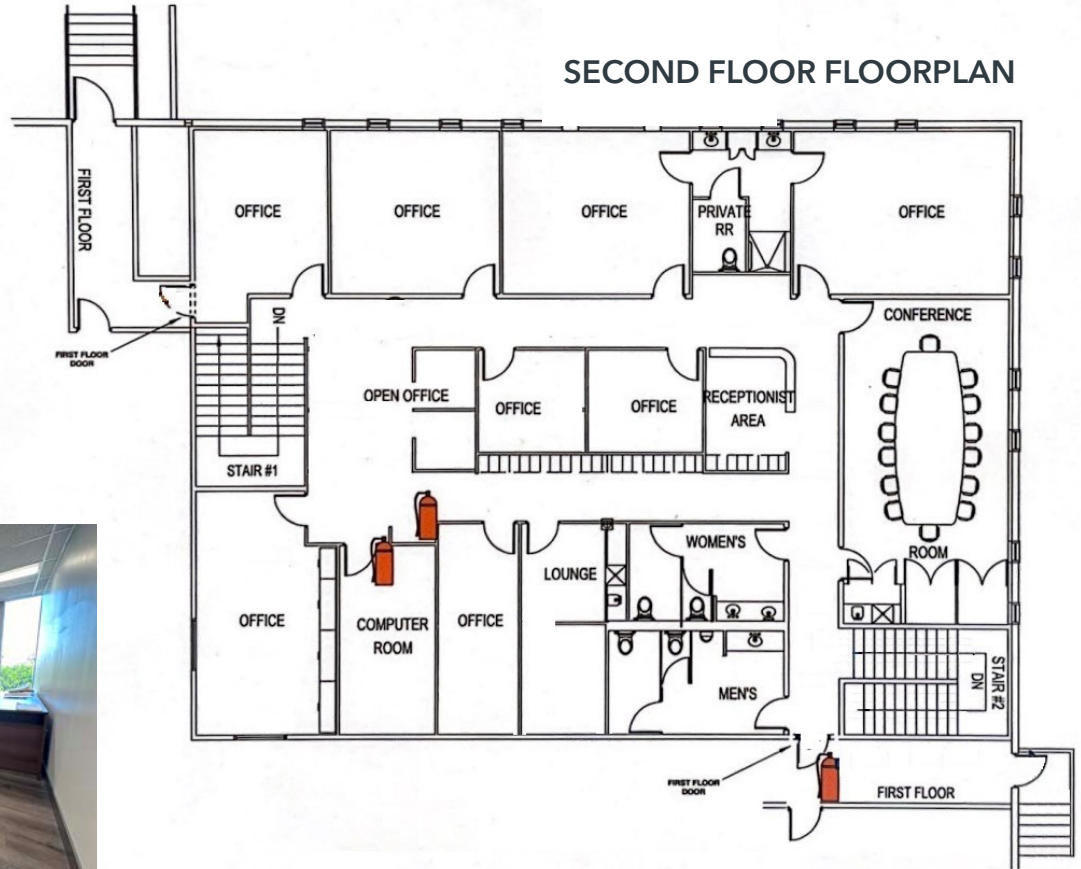 SECOND FLOOR FLOORPLAN
FIRST FLOOR
OFFICE
OFFICE
OFFICE
PRIVATE
RR
OFFICE
DN
CONFERENCE
FIRST FLOOR
DOOR
OPEN OFFICE
OFFICE
OFFICE
RECEPTIONIST
AREA
STAIR #1
WOMEN'S
ROOM
LOUNGE
OFFICE
COMPUTER
ROOM
OFFICE
MEN'S
DN
STAIR #2
FIRST FLOOR
DOOR
FIRST FLOOR